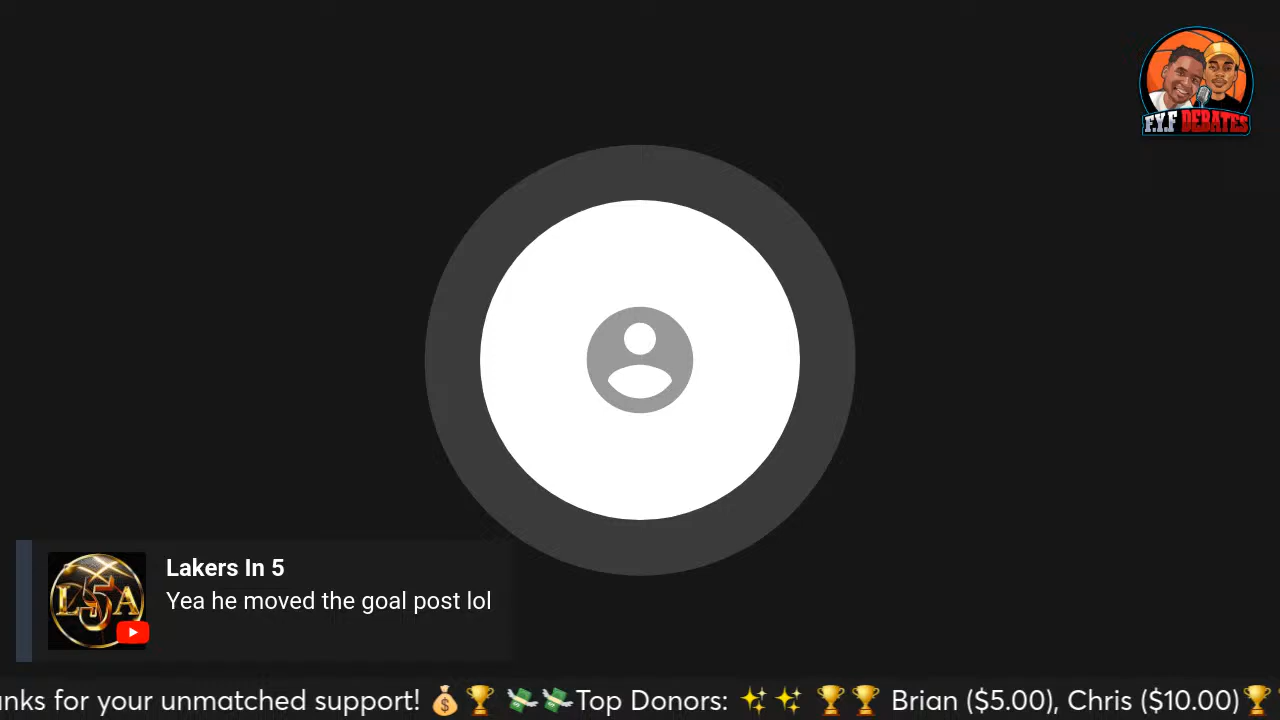 F.Y.F DEBATES
L5A
Lakers In 5
Yea he moved the goal post lol
nks for your unmatched support! 💰🏆 💸💸Top Donors: ✨✨ 🏆🏆 Brian ($5.00), Chris ($10.00)🏆